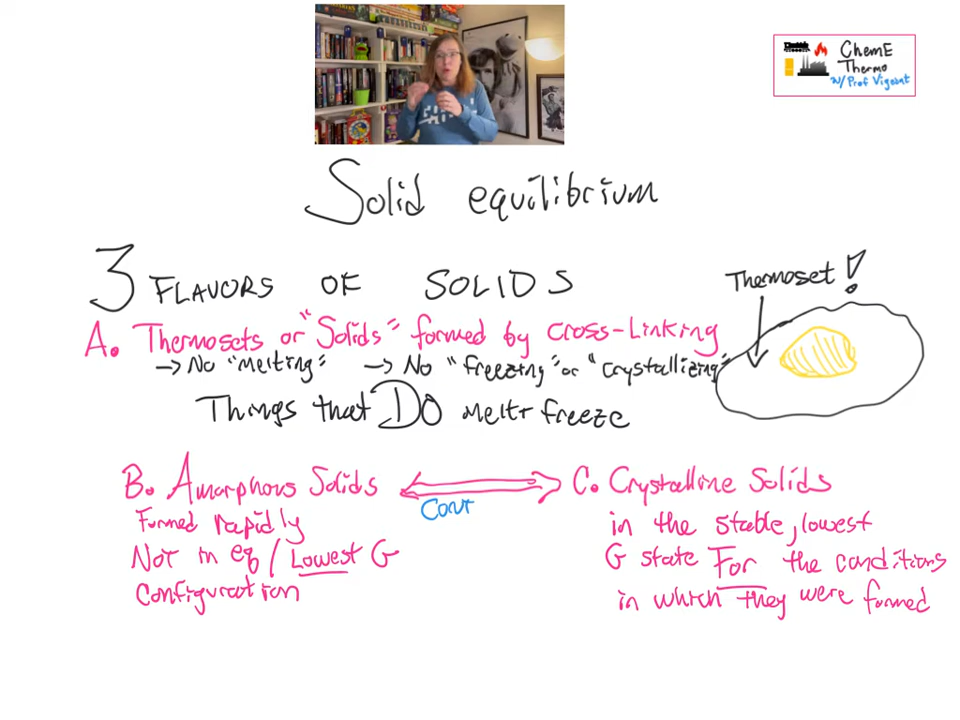 ChemE
Thermo
w/ Prof Vigeant
Solid equilibrium
3 FLAVORS OF SOLIDS
Thermoset!
A. Thermosets or "Solids" formed by cross-Linking
→ No "melting" → No "freezing" or "crystallizing"
Things that DO melt + freeze
B. Amorphous Solids
C. Crystalline Solids
Cont
Formed rapidly
Not in eq / Lowest G
configuration
in the stable, lowest
G state For the conditions
in which they were formed